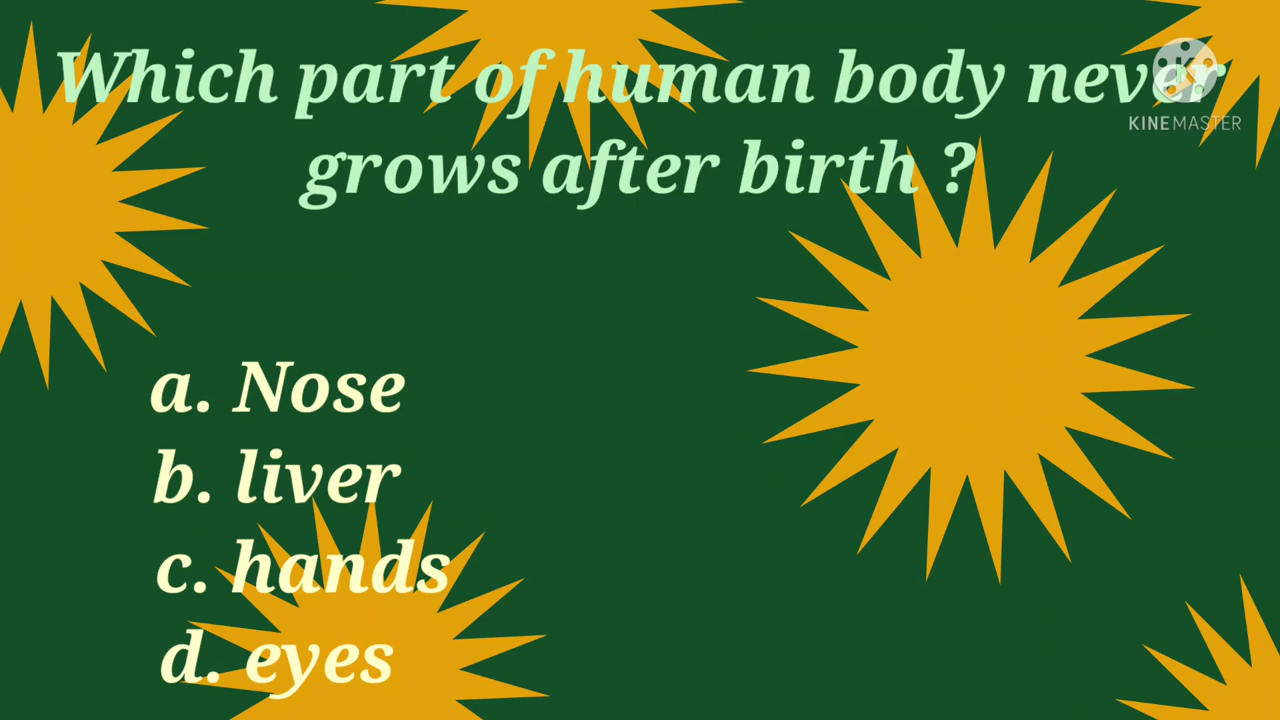 Which part of human body never
grows after birth ?
KINEMASTER
a. Nose
b. liver
c. hands
d. eyes